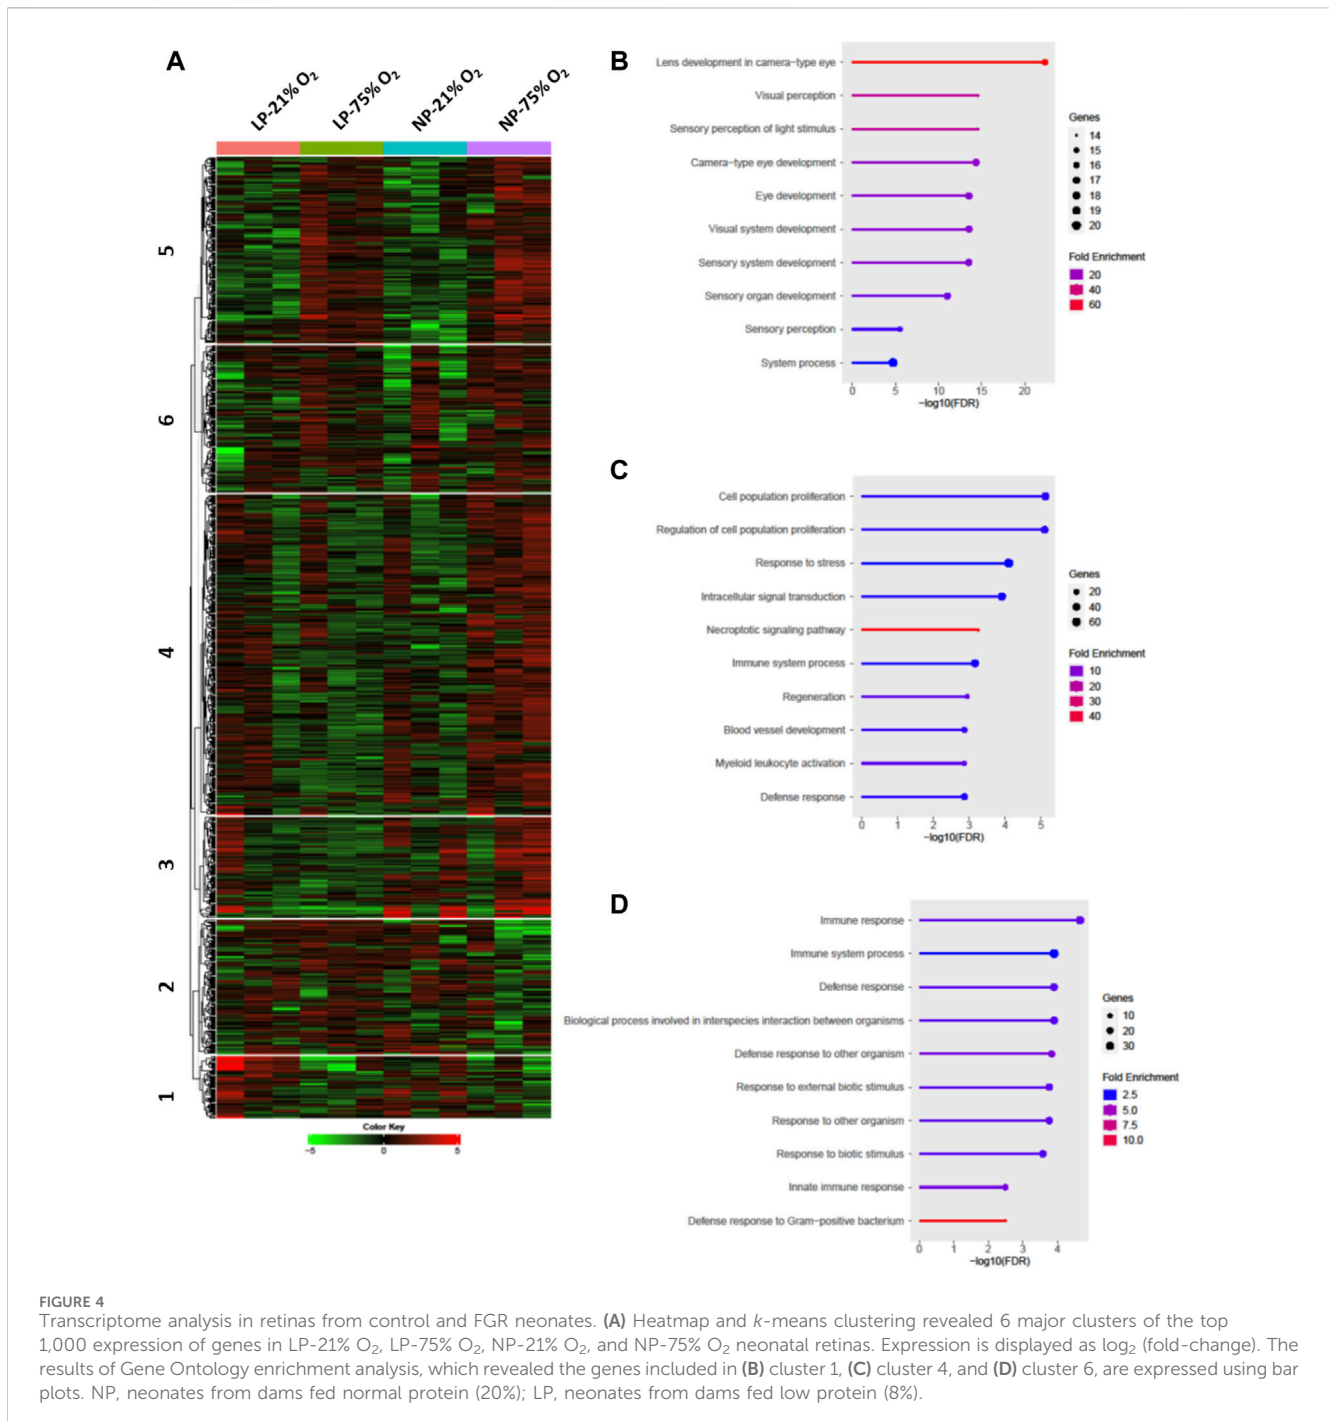 A
LP-21% O₂
LP-75% O₂
NP-21% O₂
NP-75% O₂
5
6
4
3
2
1
Color Key
−5 0 5
B
Lens development in camera-type eye
Visual perception
Sensory perception of light stimulus
Camera-type eye development
Eye development
Visual system development
Sensory system development
Sensory organ development
Sensory perception
System process
0 5 10 15 20
−log10(FDR)
Genes
14
15
16
17
18
19
20
Fold Enrichment
20
40
60
C
Cell population proliferation
Regulation of cell population proliferation
Response to stress
Intracellular signal transduction
Necroptotic signaling pathway
Immune system process
Regeneration
Blood vessel development
Myeloid leukocyte activation
Defense response
0 1 2 3 4 5
−log10(FDR)
Genes
20
40
60
Fold Enrichment
10
20
30
40
D
Immune response
Immune system process
Defense response
Biological process involved in interspecies interaction between organisms
Defense response to other organism
Response to external biotic stimulus
Response to other organism
Response to biotic stimulus
Innate immune response
Defense response to Gram−positive bacterium
0 1 2 3 4
−log10(FDR)
Genes
10
20
30
Fold Enrichment
2.5
5.0
7.5
10.0
FIGURE 4
Transcriptome analysis in retinas from control and FGR neonates. (A) Heatmap and k-means clustering revealed 6 major clusters of the top
1,000 expression of genes in LP-21% O₂, LP-75% O₂, NP-21% O₂, and NP-75% O₂ neonatal retinas. Expression is displayed as log₂ (fold-change). The
results of Gene Ontology enrichment analysis, which revealed the genes included in (B) cluster 1, (C) cluster 4, and (D) cluster 6, are expressed using bar
plots. NP, neonates from dams fed normal protein (20%); LP, neonates from dams fed low protein (8%).